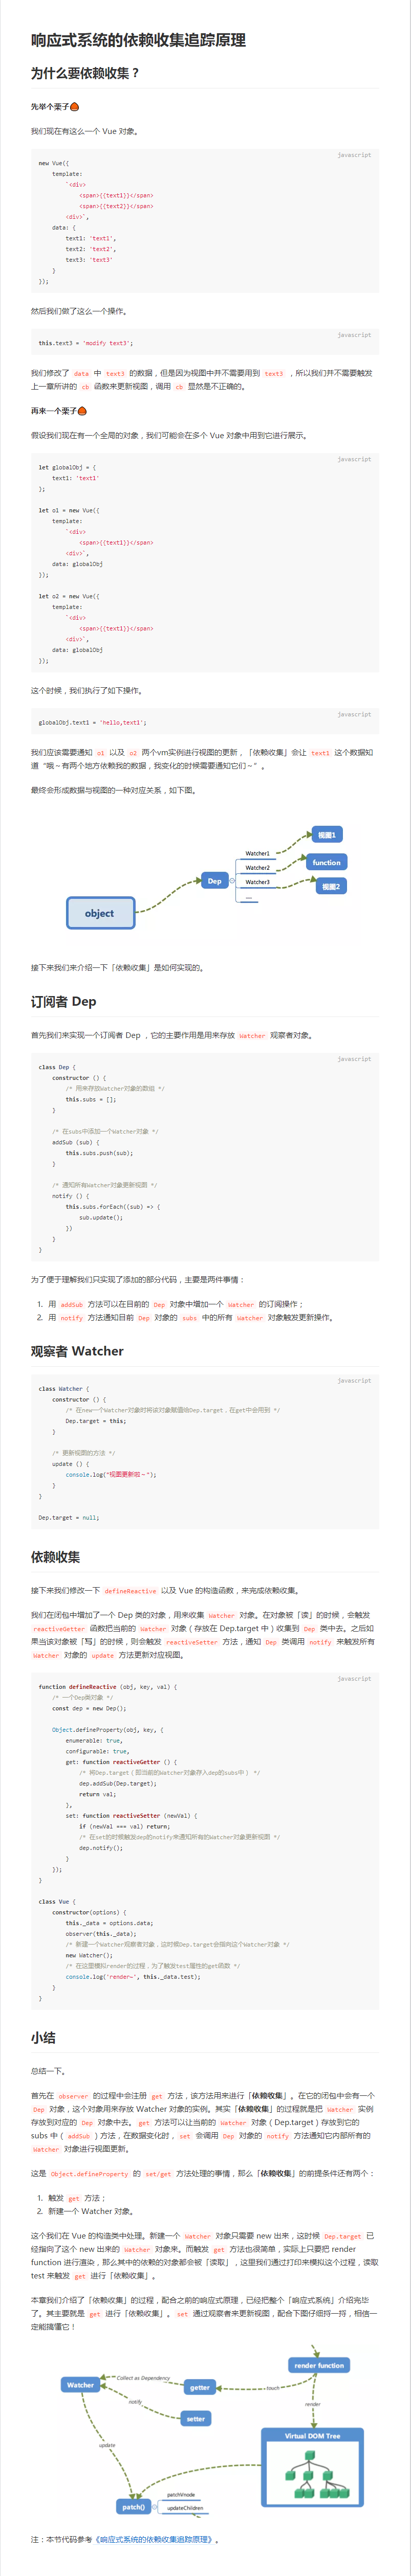 响应式系统的依赖收集追踪原理
为什么要依赖收集？
先举个栗子🌰
我们现在有这么一个 Vue 对象。
javascript
new Vue({
template:
`<div>
<span>{{text1}}</span>
<span>{{text2}}</span>
<div>`,
data: {
text1: 'text1',
text2: 'text2',
text3: 'text3'
}
});
然后我们做了这么一个操作。
javascript
this.text3 = 'modify text3';
我们修改了 data 中 text3 的数据，但是因为视图中并不需要用到 text3 ，所以我们并不需要触发
上一章所讲的 cb 函数来更新视图，调用 cb 显然是不正确的。
再来一个栗子🌰
假设我们现在有一个全局的对象，我们可能会在多个 Vue 对象中用到它进行展示。
javascript
let globalObj = {
text1: 'text1'
};
let o1 = new Vue({
template:
`<div>
<span>{{text1}}</span>
<div>`,
data: globalObj
});
let o2 = new Vue({
template:
`<div>
<span>{{text1}}</span>
<div>`,
data: globalObj
});
这个时候，我们执行了如下操作。
javascript
globalObj.text1 = 'hello,text1';
我们应该需要通知 o1 以及 o2 两个vm实例进行视图的更新，「依赖收集」会让 text1 这个数据知
道“哦～有两个地方依赖我的数据，我变化的时候需要通知它们～”。
最终会形成数据与视图的一种对应关系，如下图。
object
Dep
Watcher1
Watcher2
Watcher3
....
视图1
function
视图2
接下来我们来介绍一下「依赖收集」是如何实现的。
订阅者 Dep
首先我们来实现一个订阅者 Dep ，它的主要作用是用来存放 Watcher 观察者对象。
javascript
class Dep {
constructor () {
/* 用来存放Watcher对象的数组 */
this.subs = [];
}
/* 在subs中添加一个Watcher对象 */
addSub (sub) {
this.subs.push(sub);
}
/* 通知所有Watcher对象更新视图 */
notify () {
this.subs.forEach((sub) => {
sub.update();
})
}
}
为了便于理解我们只实现了添加的部分代码，主要是两件事情：
1. 用 addSub 方法可以在目前的 Dep 对象中增加一个 Watcher 的订阅操作；
2. 用 notify 方法通知目前 Dep 对象的 subs 中的所有 Watcher 对象触发更新操作。
观察者 Watcher
javascript
class Watcher {
constructor () {
/* 在new一个Watcher对象时将该对象赋值给Dep.target，在get中会用到 */
Dep.target = this;
}
/* 更新视图的方法 */
update () {
console.log("视图更新啦～");
}
}
Dep.target = null;
依赖收集
接下来我们修改一下 defineReactive 以及 Vue 的构造函数，来完成依赖收集。
我们在闭包中增加了一个 Dep 类的对象，用来收集 Watcher 对象。在对象被「读」的时候，会触发
reactiveGetter 函数把当前的 Watcher 对象（存放在 Dep.target 中）收集到 Dep 类中去。之后如
果当该对象被「写」的时候，则会触发 reactiveSetter 方法，通知 Dep 类调用 notify 来触发所有
Watcher 对象的 update 方法更新对应视图。
javascript
function defineReactive (obj, key, val) {
/* 一个Dep类对象 */
const dep = new Dep();
Object.defineProperty(obj, key, {
enumerable: true,
configurable: true,
get: function reactiveGetter () {
/* 将Dep.target（即当前的Watcher对象存入dep的subs中） */
dep.addSub(Dep.target);
return val;
},
set: function reactiveSetter (newVal) {
if (newVal === val) return;
/* 在set的时候触发dep的notify来通知所有的Watcher对象更新视图 */
dep.notify();
}
});
}
class Vue {
constructor(options) {
this._data = options.data;
observer(this._data);
/* 新建一个Watcher观察者对象，这时候Dep.target会指向这个Watcher对象 */
new Watcher();
/* 在这里模拟render的过程，为了触发test属性的get函数 */
console.log('render~', this._data.test);
}
}
小结
总结一下。
首先在 observer 的过程中会注册 get 方法，该方法用来进行「依赖收集」。在它的闭包中会有一个
Dep 对象，这个对象用来存放 Watcher 对象的实例。其实「依赖收集」的过程就是把 Watcher 实例
存放到对应的 Dep 对象中去。 get 方法可以让当前的 Watcher 对象（Dep.target）存放到它的
subs 中（ addSub ）方法，在数据变化时， set 会调用 Dep 对象的 notify 方法通知它内部所有的
Watcher 对象进行视图更新。
这是 Object.defineProperty 的 set/get 方法处理的事情，那么「依赖收集」的前提条件还有两个：
1. 触发 get 方法；
2. 新建一个 Watcher 对象。
这个我们在 Vue 的构造类中处理。新建一个 Watcher 对象只需要 new 出来，这时候 Dep.target 已
经指向了这个 new 出来的 Watcher 对象来。而触发 get 方法也很简单，实际上只要把 render
function 进行渲染，那么其中的依赖的对象都会被「读取」，这里我们通过打印来模拟这个过程，读取
test 来触发 get 进行「依赖收集」。
本章我们介绍了「依赖收集」的过程，配合之前的响应式原理，已经把整个「响应式系统」介绍完毕
了。其主要就是 get 进行「依赖收集」。 set 通过观察者来更新视图，配合下图仔细捋一捋，相信一
定能搞懂它！
render function
Collect as Dependency
Watcher
getter
touch
notify
setter
render
update
Virtual DOM Tree
patch()
patchVnode
updateChildren
注：本节代码参考《响应式系统的依赖收集追踪原理》。